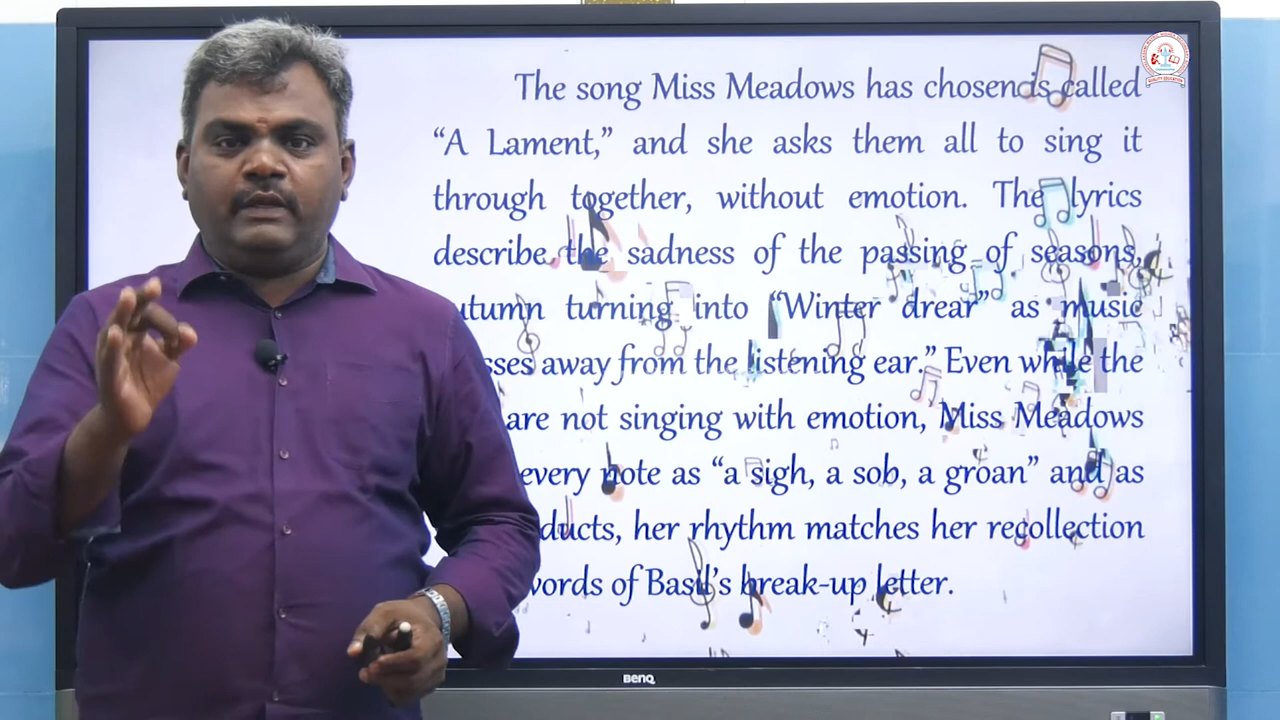 The song Miss Meadows has chosen is called
“A Lament,” and she asks them all to sing it
through together, without emotion. The lyrics
describe the sadness of the passing of seasons,
utumn turning into “Winter drear” as music
sses away from the listening ear.” Even while the
are not singing with emotion, Miss Meadows
every note as “a sigh, a sob, a groan” and as
ducts, her rhythm matches her recollection
words of Basil’s break-up letter.
BenQ